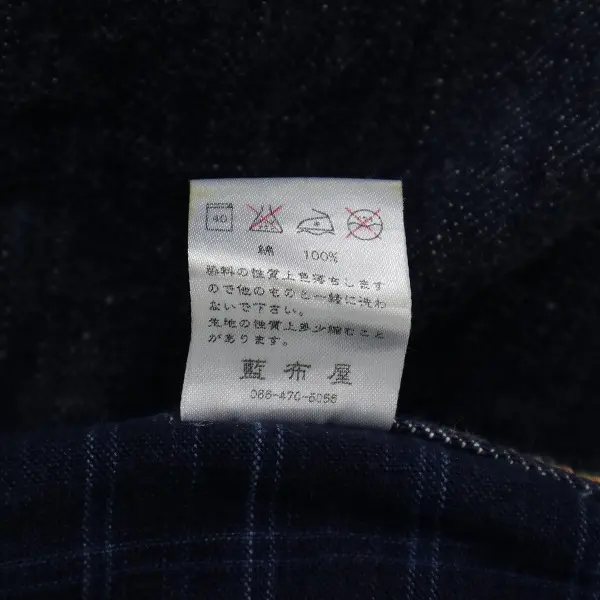 40
綿 100%
染料の性質上色落ちします
ので他のものと一緒に洗わ
ないで下さい。
生地の性質上多少縮むこと
があります。
藍布屋
086-470-5056